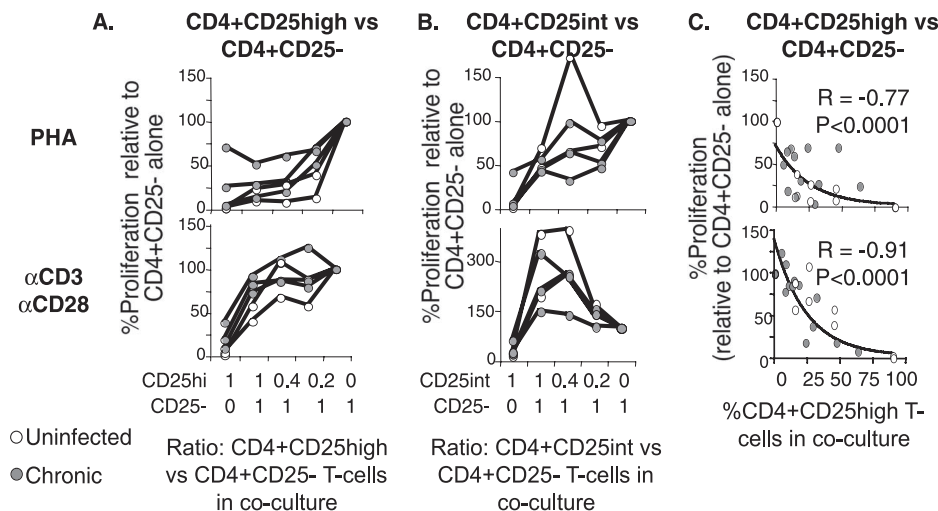 A. CD4+CD25high vs CD4+CD25-
B. CD4+CD25int vs CD4+CD25-
C. CD4+CD25high vs CD4+CD25-
PHA
αCD3
αCD28
%Proliferation relative to
CD4+CD25- alone
150
100
75
50
0
150
100
50
0
%Proliferation relative to
CD4+CD25- alone
150
100
75
50
0
300
150
0
%Proliferation
(relative to CD4+CD25- alone)
150
100
50
0
R = -0.77
P<0.0001
150
100
50
0
R = -0.91
P<0.0001
CD25hi 1 1 0.4 0.2 0
CD25- 0 1 1 1 1
CD25int 1 1 0.4 0.2 0
CD25- 0 1 1 1 1
0 25 50 75 100
Ratio: CD4+CD25high
vs CD4+CD25- T-cells
in co-culture
Ratio: CD4+CD25int vs
CD4+CD25- T-cells in
co-culture
%CD4+CD25high T-
cells in co-culture
Uninfected
Chronic